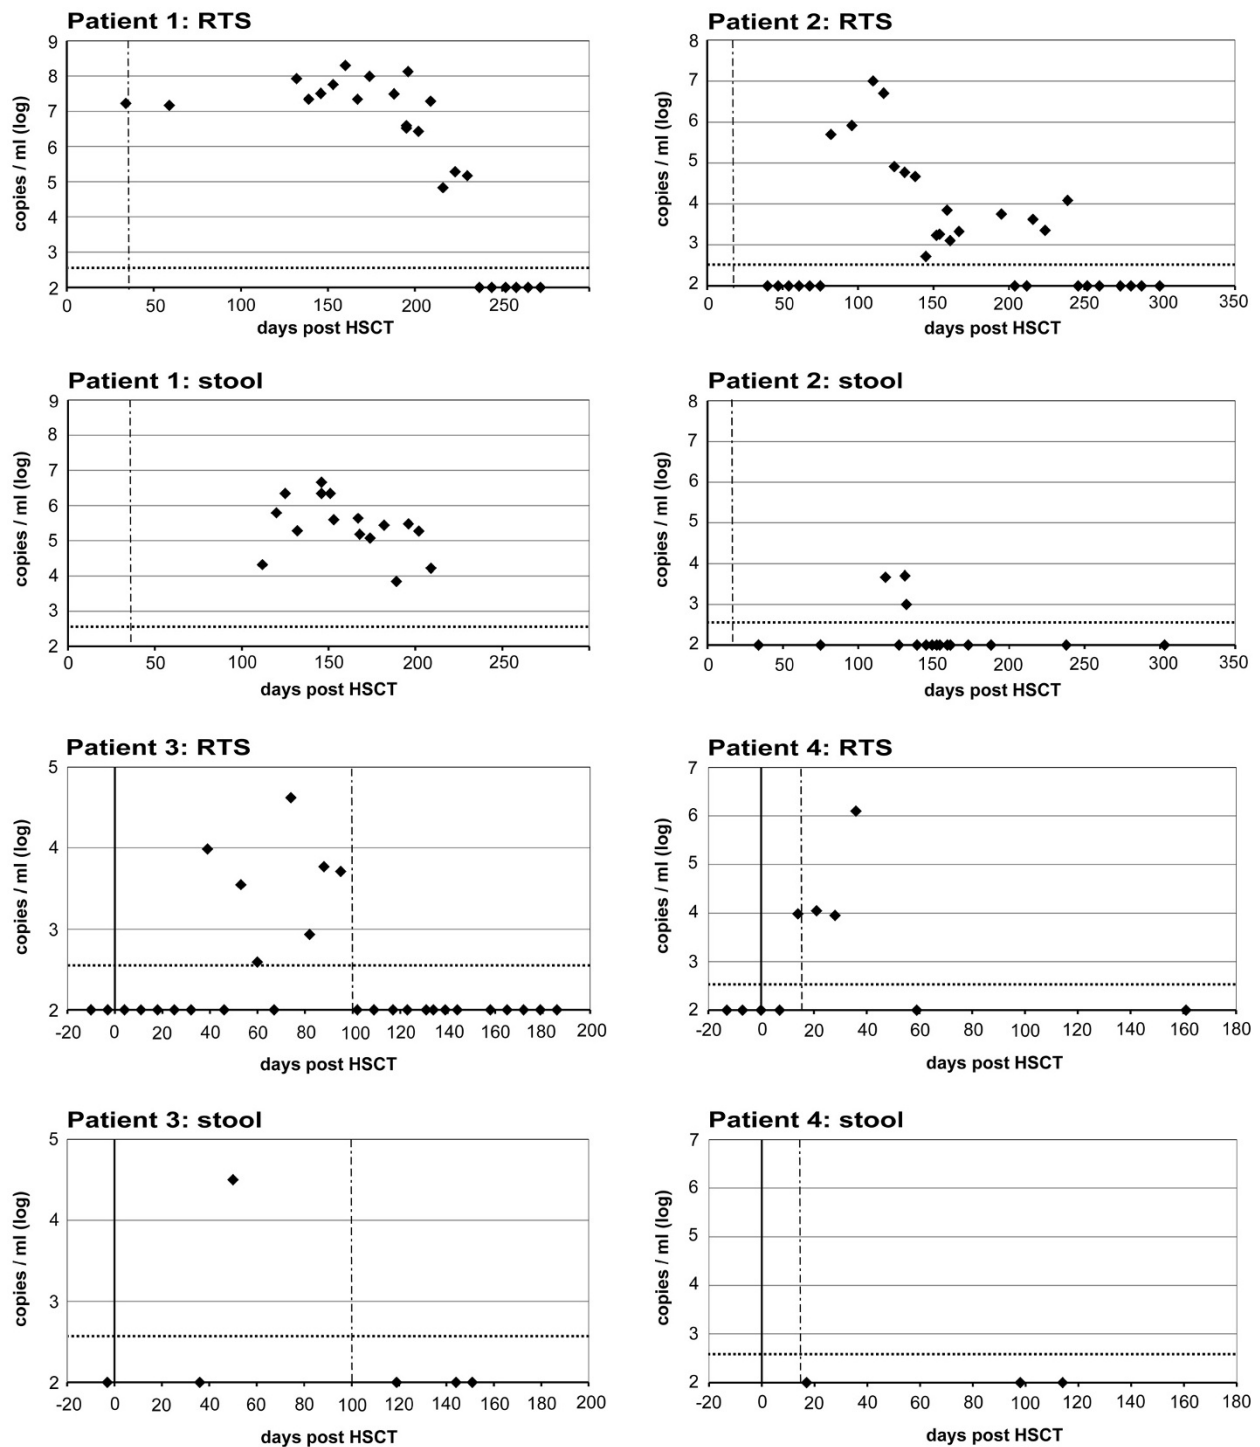 Patient 1: RTS
copies / ml (log)
9
8
7
6
5
4
3
2
0 50 100 150 200 250
days post HSCT
Patient 2: RTS
copies / ml (log)
8
7
6
5
4
3
2
0 50 100 150 200 250 300 350
days post HSCT
Patient 1: stool
copies / ml (log)
9
8
7
6
5
4
3
2
0 50 100 150 200 250
days post HSCT
Patient 2: stool
copies / ml (log)
8
7
6
5
4
3
2
0 50 100 150 200 250 300 350
days post HSCT
Patient 3: RTS
copies / ml (log)
5
4
3
2
-20 0 20 40 60 80 100 120 140 160 180 200
days post HSCT
Patient 4: RTS
copies / ml (log)
7
6
5
4
3
2
-20 0 20 40 60 80 100 120 140 160 180
days post HSCT
Patient 3: stool
copies / ml (log)
5
4
3
2
-20 0 20 40 60 80 100 120 140 160 180 200
days post HSCT
Patient 4: stool
copies / ml (log)
7
6
5
4
3
2
-20 0 20 40 60 80 100 120 140 160 180
days post HSCT